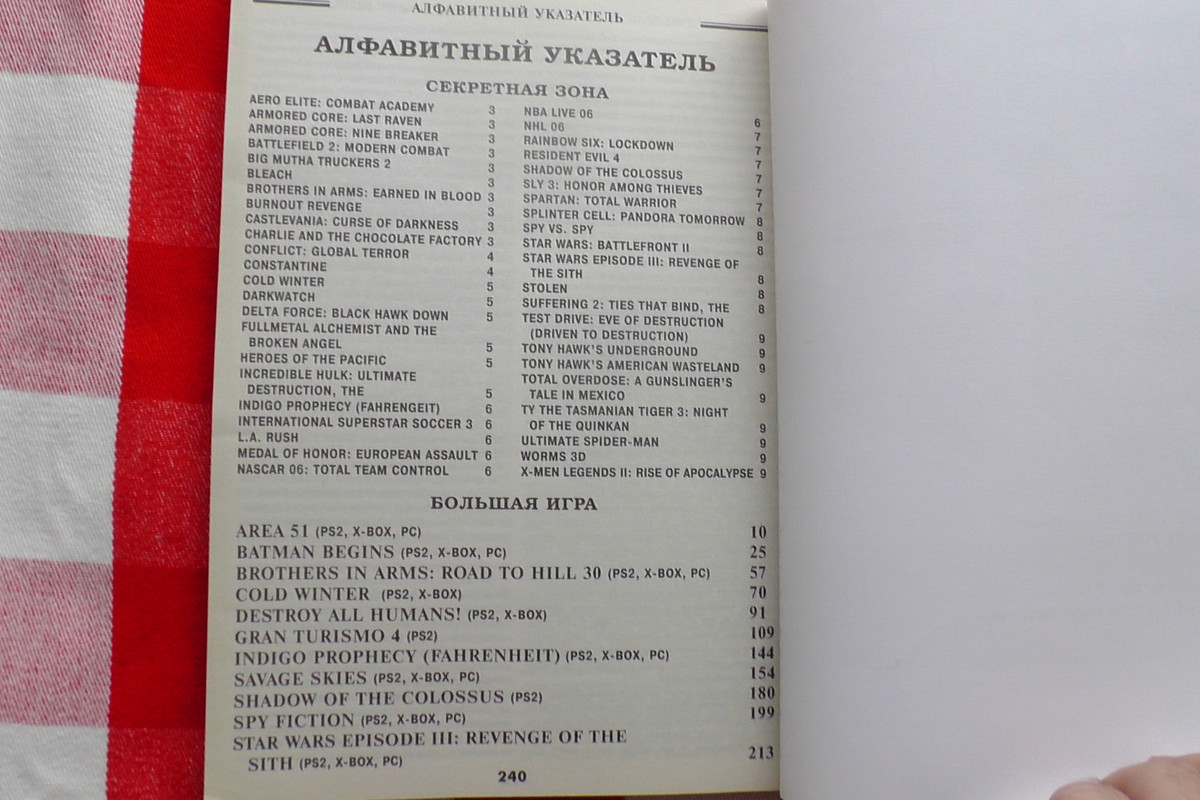 АЛФАВИТНЫЙ УКАЗАТЕЛЬ
АЛФАВИТНЫЙ УКАЗАТЕЛЬ
СЕКРЕТНАЯ ЗОНА
AERO ELITE: COMBAT ACADEMY 3
ARMORED CORE: LAST RAVEN 3
ARMORED CORE: NINE BREAKER 3
BATTLEFIELD 2: MODERN COMBAT 3
BIG MUTHA TRUCKERS 2
BLEACH 3
BROTHERS IN ARMS: EARNED IN BLOOD 3
BURNOUT REVENGE 3
CASTLEVANIA: CURSE OF DARKNESS 3
CHARLIE AND THE CHOCOLATE FACTORY 3
CONFLICT: GLOBAL TERROR 4
CONSTANTINE 4
COLD WINTER 5
DARKWATCH 5
DELTA FORCE: BLACK HAWK DOWN 5
FULLMETAL ALCHEMIST AND THE
BROKEN ANGEL 5
HEROES OF THE PACIFIC 5
INCREDIBLE HULK: ULTIMATE
DESTRUCTION, THE 5
INDIGO PROPHECY (FAHRENGEIT) 6
INTERNATIONAL SUPERSTAR SOCCER 3 6
L.A. RUSH 6
MEDAL OF HONOR: EUROPEAN ASSAULT 6
NASCAR 06: TOTAL TEAM CONTROL 6
NBA LIVE 06 6
NHL 06 7
RAINBOW SIX: LOCKDOWN 7
RESIDENT EVIL 4 7
SHADOW OF THE COLOSSUS 7
SLY 3: HONOR AMONG THIEVES 7
SPARTAN: TOTAL WARRIOR 7
SPLINTER CELL: PANDORA TOMORROW 8
SPY VS. SPY 8
STAR WARS: BATTLEFRONT II 8
STAR WARS EPISODE III: REVENGE OF
THE SITH 8
STOLEN 8
SUFFERING 2: TIES THAT BIND, THE 8
TEST DRIVE: EVE OF DESTRUCTION
(DRIVEN TO DESTRUCTION) 9
TONY HAWK'S UNDERGROUND 9
TONY HAWK'S AMERICAN WASTELAND 9
TOTAL OVERDOSE: A GUNSLINGER'S
TALE IN MEXICO 9
TY THE TASMANIAN TIGER 3: NIGHT
OF THE QUINKAN 9
ULTIMATE SPIDER-MAN 9
WORMS 3D 9
X-MEN LEGENDS II: RISE OF APOCALYPSE 9
БОЛЬШАЯ ИГРА
AREA 51 (PS2, X-BOX, PC) 10
BATMAN BEGINS (PS2, X-BOX, PC) 25
BROTHERS IN ARMS: ROAD TO HILL 30 (PS2, X-BOX, PC) 57
COLD WINTER (PS2, X-BOX) 70
DESTROY ALL HUMANS! (PS2, X-BOX) 91
GRAN TURISMO 4 (PS2) 109
INDIGO PROPHECY (FAHRENHEIT) (PS2, X-BOX, PC) 144
SAVAGE SKIES (PS2, X-BOX, PC) 154
SHADOW OF THE COLOSSUS (PS2) 180
SPY FICTION (PS2, X-BOX, PC) 199
STAR WARS EPISODE III: REVENGE OF THE
SITH (PS2, X-BOX, PC) 213
240